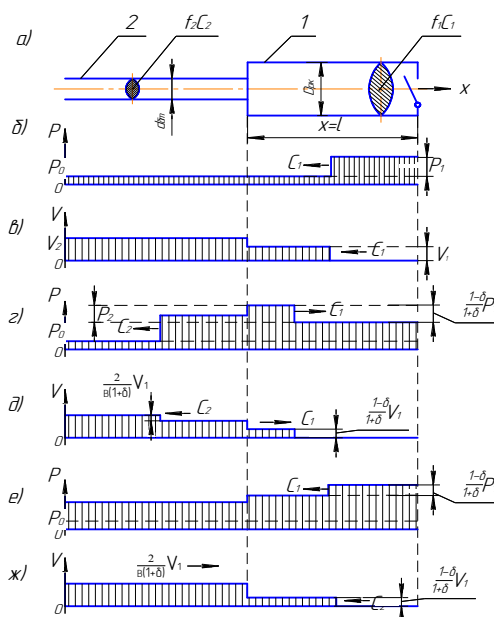 а) 2 f₂C₂ 1 f₁C₁
dвт Dак x
x=l
б) P
P₀ C₁ P₁
0
в) V
V₂ C₁ V₁
0
г) P
P₂ C₂ C₁ 1-δ/1+δ
P₀
0
д) V 2/в(1+δ) V₁ C₂ C₁ 1-δ/1+δ V₁
0
е) P C₁ 1-δ/1+δ P
P₀
0
ж) V 2/в(1+δ) V₁ 1-δ/1+δ V₁
C₂
0